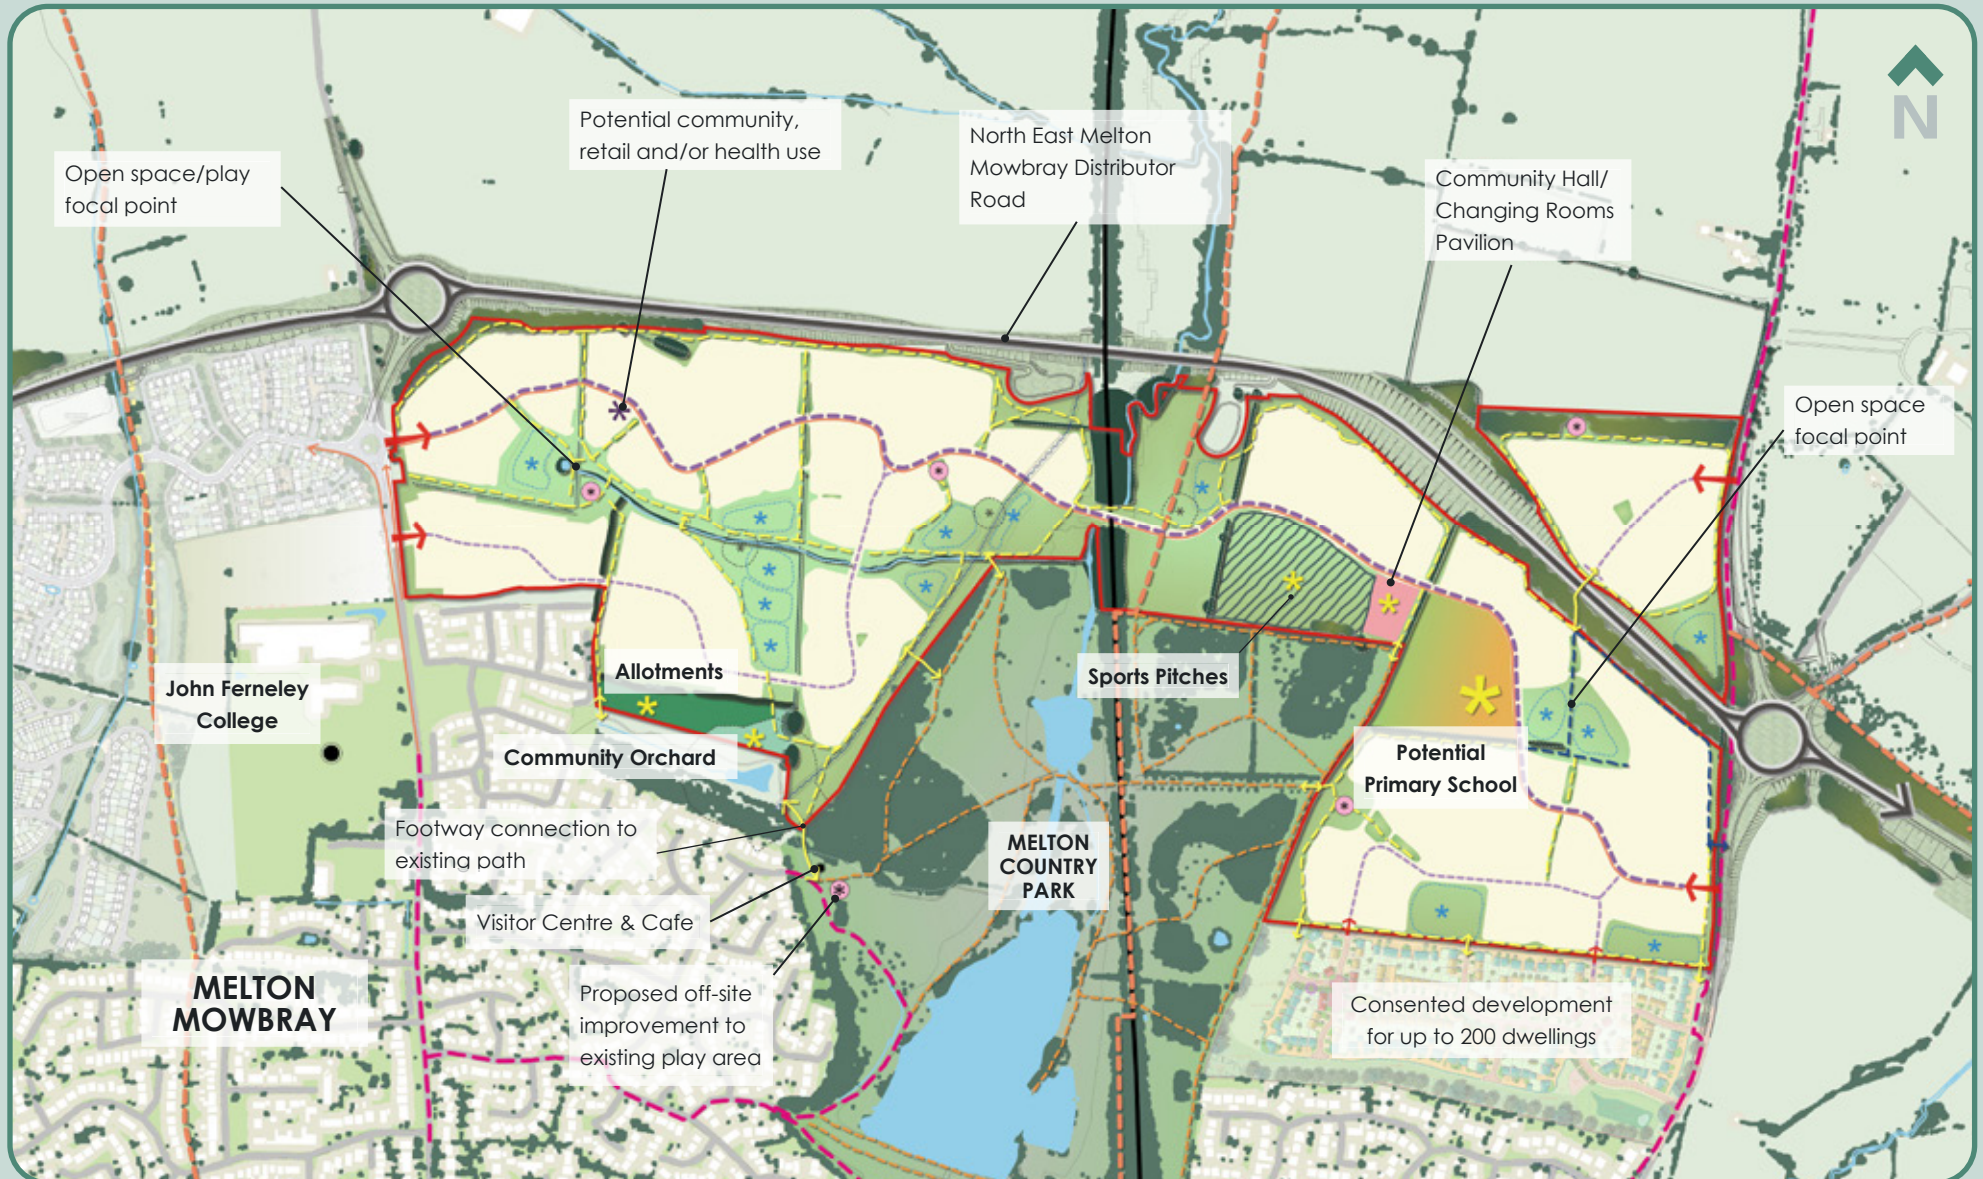 N
Potential community,
retail and/or health use
North East Melton
Mowbray Distributor
Road
Open space/play
focal point
Community Hall/
Changing Rooms
Pavilion
Open space
focal point
John Ferneley
College
Allotments
Sports Pitches
Community Orchard
Potential
Primary School
Footway connection to
existing path
MELTON
COUNTRY
PARK
Visitor Centre & Cafe
MELTON
MOWBRAY
Proposed off-site
improvement to
existing play area
Consented development
for up to 200 dwellings